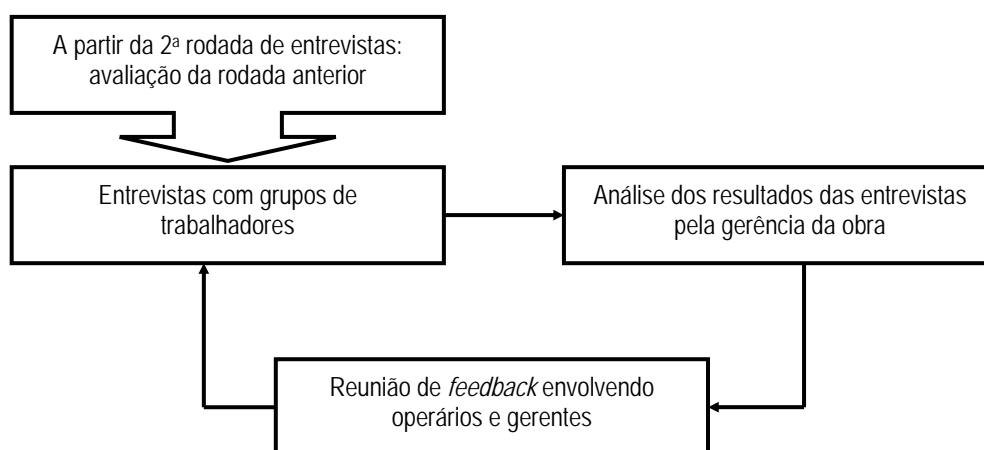 A partir da 2ª rodada de entrevistas:
avaliação da rodada anterior
Entrevistas com grupos de
trabalhadores
Análise dos resultados das entrevistas
pela gerência da obra
Reunião de feedback envolvendo
operários e gerentes